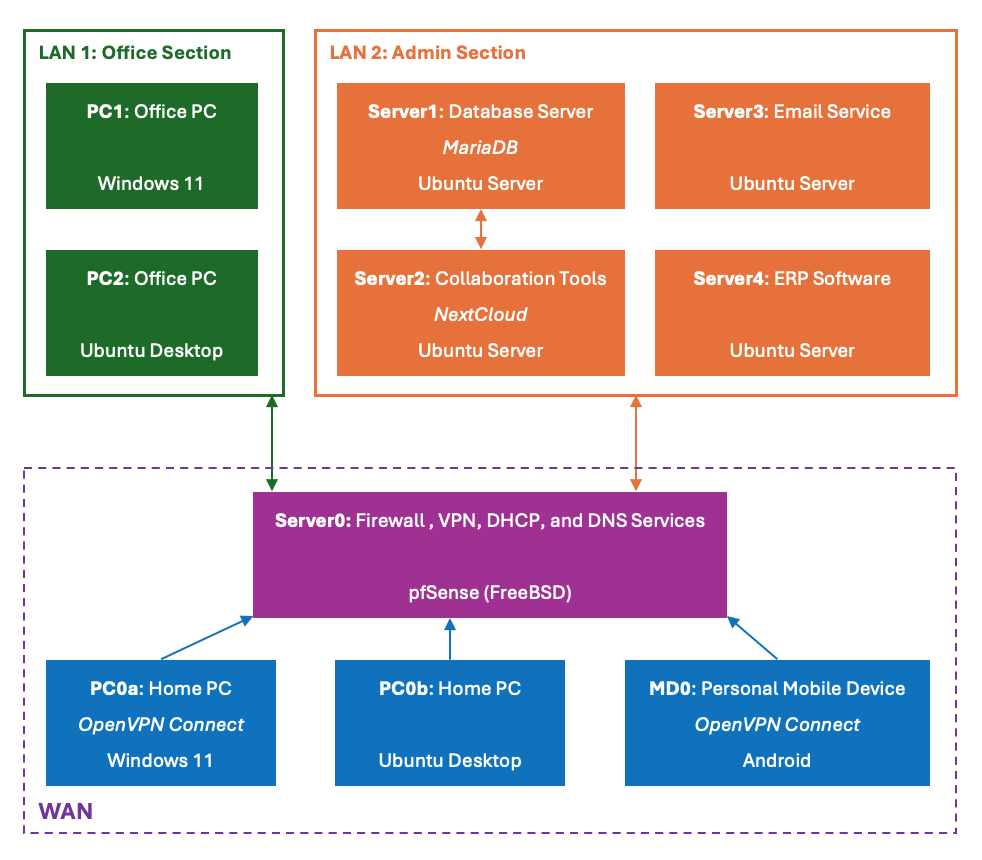 LAN 1: Office Section
PC1: Office PC
Windows 11
PC2: Office PC
Ubuntu Desktop
LAN 2: Admin Section
Server1: Database Server
MariaDB
Ubuntu Server
Server3: Email Service
Ubuntu Server
Server2: Collaboration Tools
NextCloud
Ubuntu Server
Server4: ERP Software
Ubuntu Server
Server0: Firewall , VPN, DHCP, and DNS Services
pfSense (FreeBSD)
PC0a: Home PC
OpenVPN Connect
Windows 11
PC0b: Home PC
Ubuntu Desktop
MD0: Personal Mobile Device
OpenVPN Connect
Android
WAN